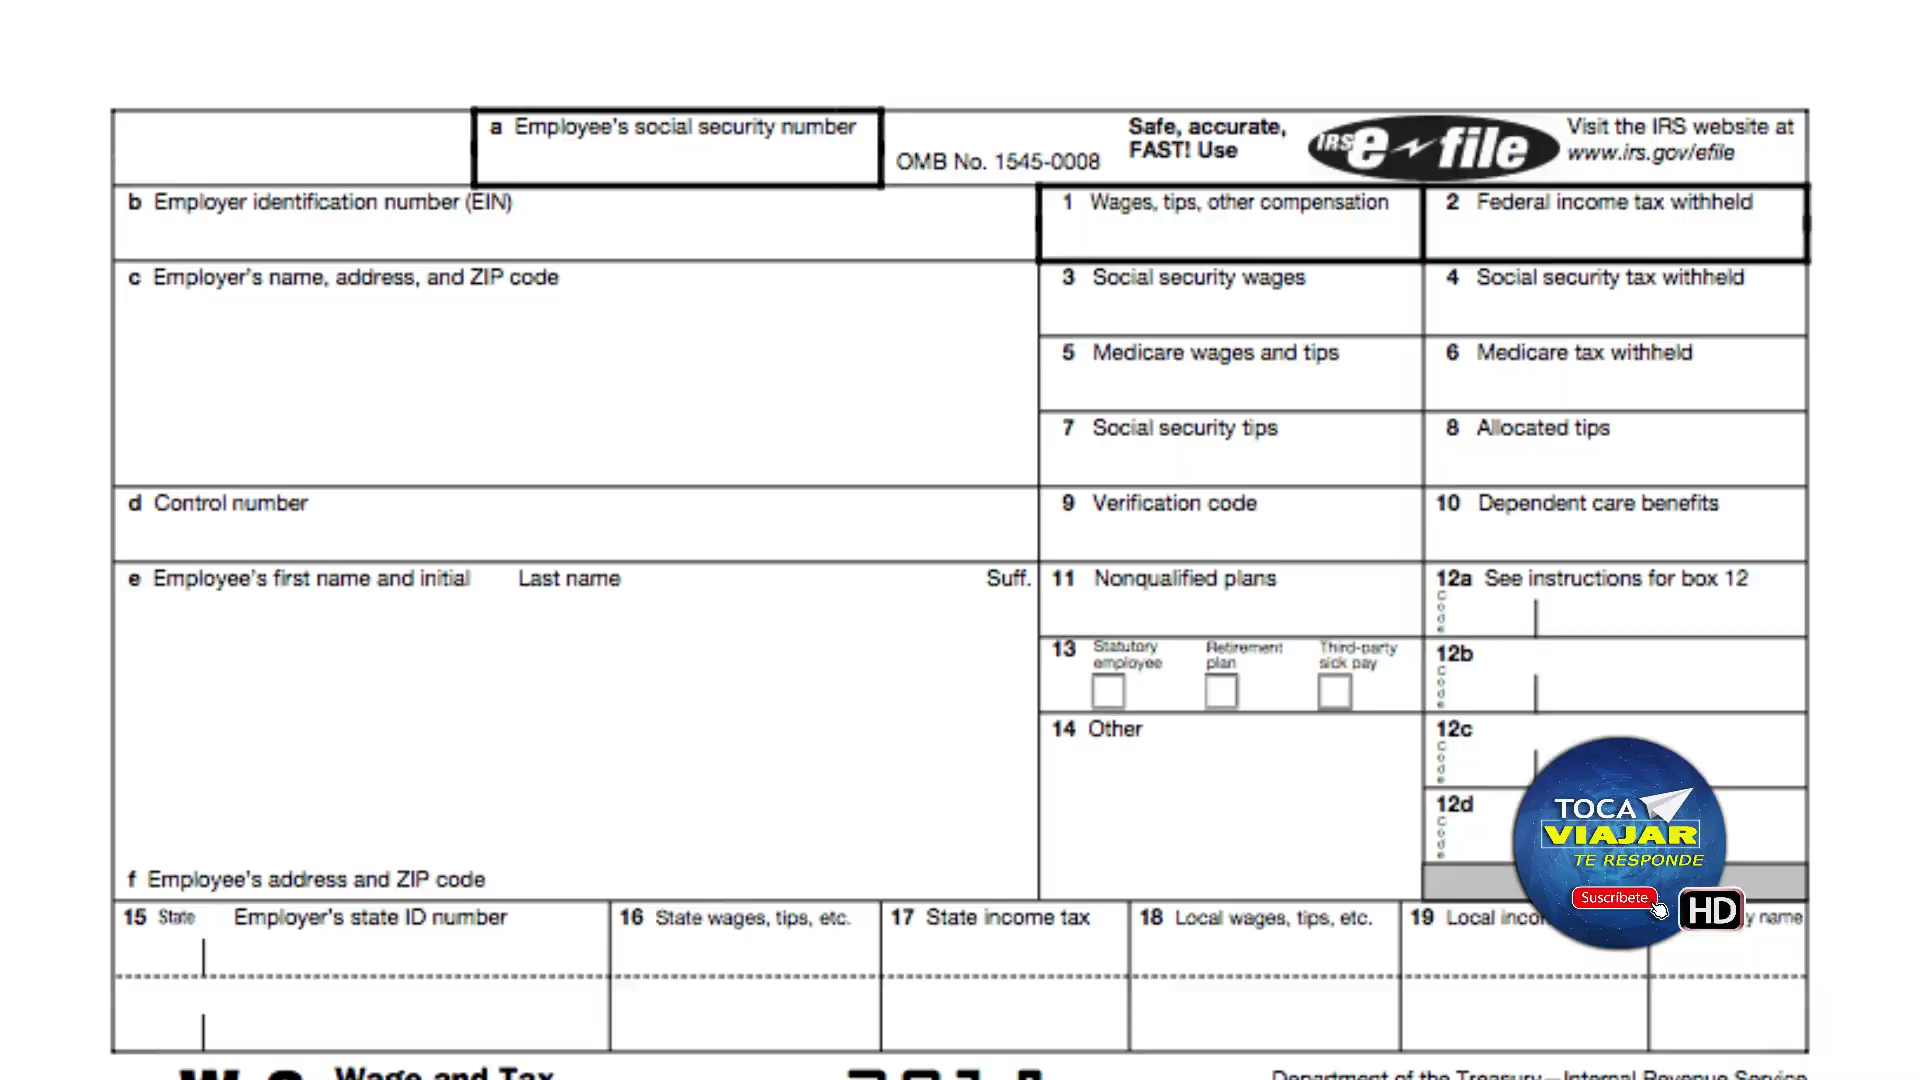 a Employee's social security number
OMB No. 1545-0008
Safe, accurate,
FAST! Use
IRS e-file
Visit the IRS website at
www.irs.gov/efile
b Employer identification number (EIN)
1 Wages, tips, other compensation
2 Federal income tax withheld
c Employer's name, address, and ZIP code
3 Social security wages
4 Social security tax withheld
5 Medicare wages and tips
6 Medicare tax withheld
7 Social security tips
8 Allocated tips
d Control number
9 Verification code
10 Dependent care benefits
e Employee's first name and initial Last name Suff.
11 Nonqualified plans
12a See instructions for box 12
Code
13 Statutory employee
Retirement plan
Third-party sick pay
12b
Code
14 Other
12c
Code
12d
Code
f Employee's address and ZIP code
TOCA
VIAJAR
TE RESPONDE
Suscríbete
HD
15 State Employer's state ID number
16 State wages, tips, etc.
17 State income tax
18 Local wages, tips, etc.
19 Local
name
Wage and Tax
Department of the Treasury—Internal Revenue Service